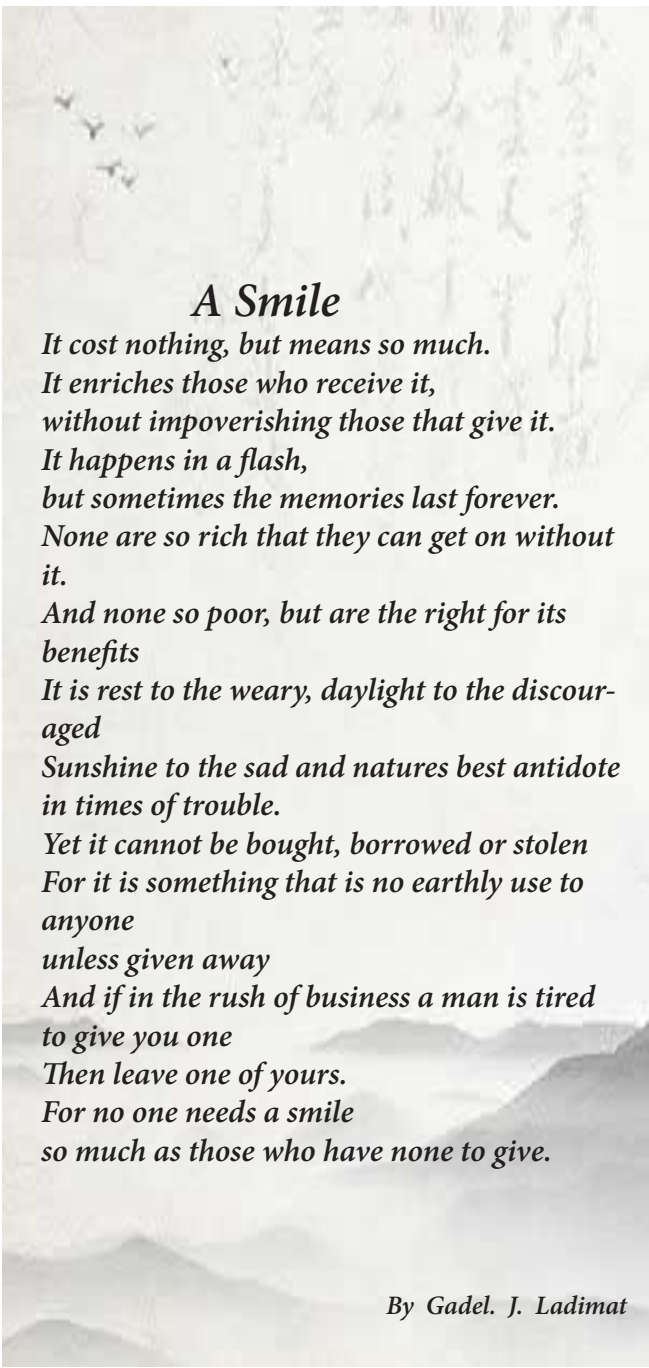 A Smile
It cost nothing, but means so much.
It enriches those who receive it,
without impoverishing those that give it.
It happens in a flash,
but sometimes the memories last forever.
None are so rich that they can get on without
it.
And none so poor, but are the right for its
benefits
It is rest to the weary, daylight to the discour-
aged
Sunshine to the sad and natures best antidote
in times of trouble.
Yet it cannot be bought, borrowed or stolen
For it is something that is no earthly use to
anyone
unless given away
And if in the rush of business a man is tired
to give you one
Then leave one of yours.
For no one needs a smile
so much as those who have none to give.
By Gadel. J. Ladimat